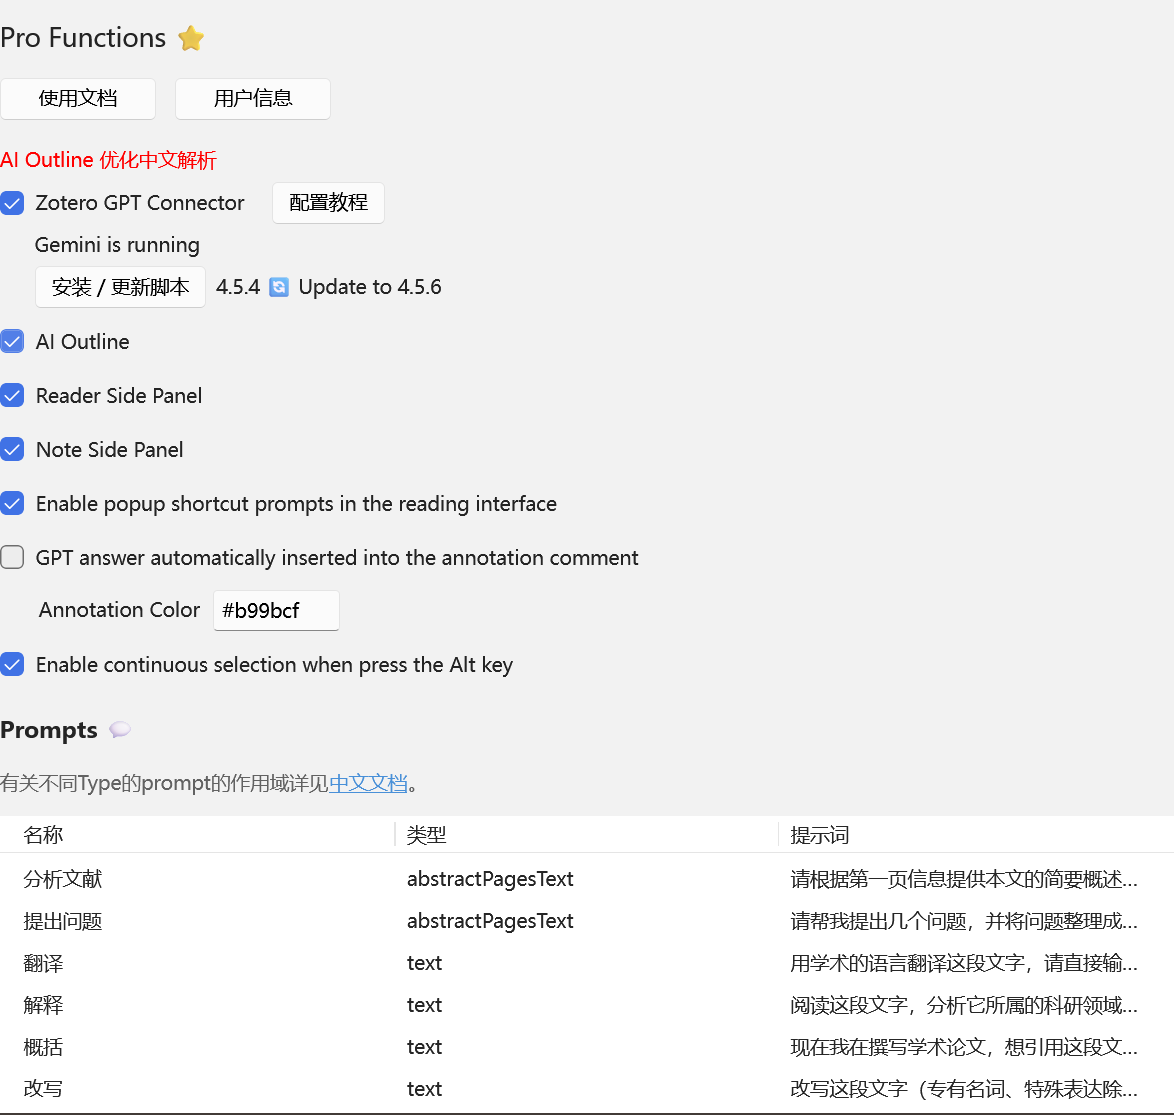 Pro Functions ⭐
使用文档 用户信息
AI Outline 优化中文解析
Zotero GPT Connector 配置教程
Gemini is running
安装 / 更新脚本 4.5.4 🔄 Update to 4.5.6
AI Outline
Reader Side Panel
Note Side Panel
Enable popup shortcut prompts in the reading interface
GPT answer automatically inserted into the annotation comment
Annotation Color #b99bcf
Enable continuous selection when press the Alt key
Prompts 💬
有关不同Type的prompt的作用域详见中文文档。
名称 类型 提示词
分析文献 abstractPagesText 请根据第一页信息提供本文的简要概述...
提出问题 abstractPagesText 请帮我提出几个问题，并将问题整理成...
翻译 text 用学术的语言翻译这段文字，请直接输...
解释 text 阅读这段文字，分析它所属的科研领域...
概括 text 现在我在撰写学术论文，想引用这段文...
改写 text 改写这段文字（专有名词、特殊表达除...